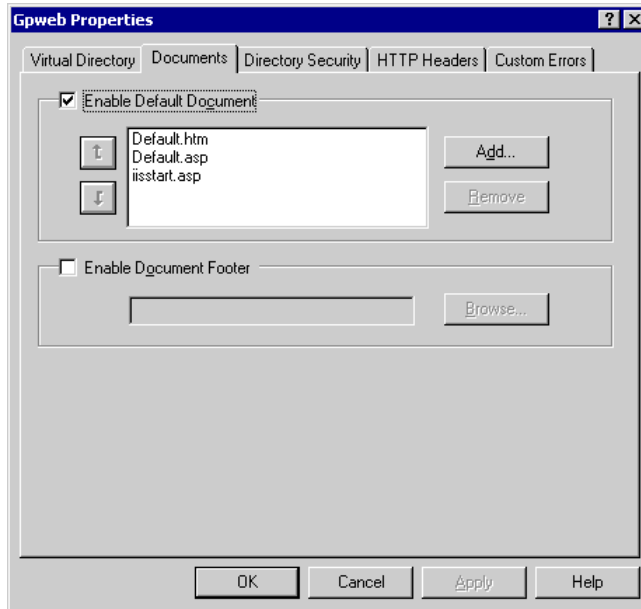 Gpweb Properties
? ×
Virtual Directory Documents Directory Security HTTP Headers Custom Errors
Enable Default Document
Default.htm
Default.asp
iisstart.asp
Add...
Remove
Enable Document Footer
Browse...
OK Cancel Apply Help